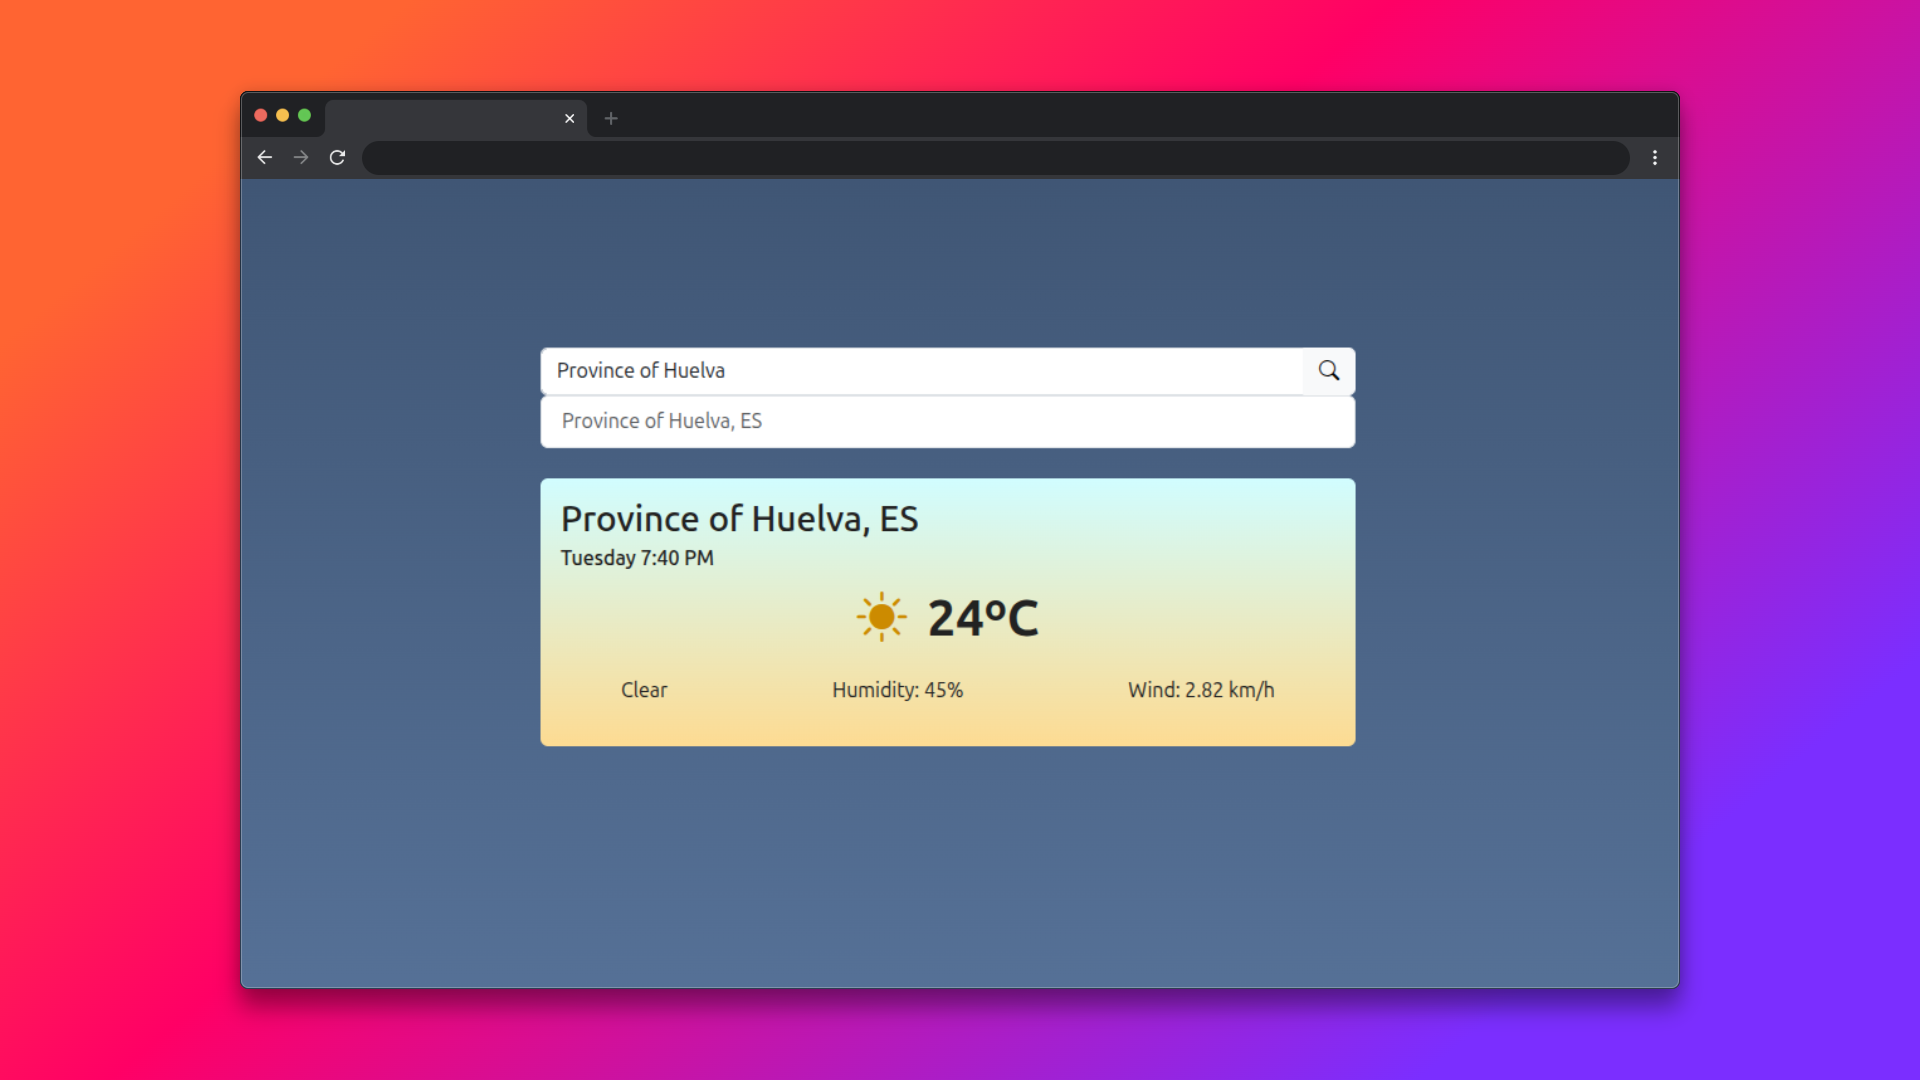 Province of Huelva
Province of Huelva, ES
Province of Huelva, ES
Tuesday 7:40 PM
24ºC
Clear
Humidity: 45%
Wind: 2.82 km/h